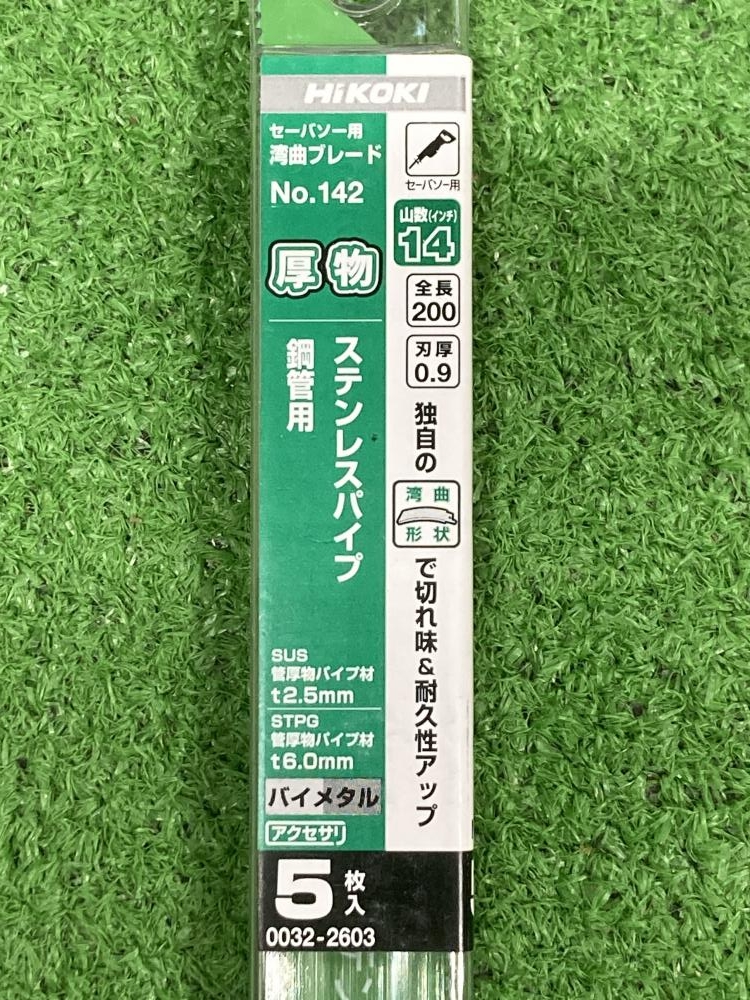 HiKOKI
セーバソー用
湾曲ブレード
No.142
厚物
ステンレスパイプ
鋼管用
SUS
管厚物パイプ材
t2.5mm
STPG
管厚物パイプ材
t6.0mm
バイメタル
アクセサリ
5枚入
0032-2603
セーバソー用
山数(インチ)
14
全長
200
刃厚
0.9
独自の
湾曲
形状
で切れ味&耐久性アップ